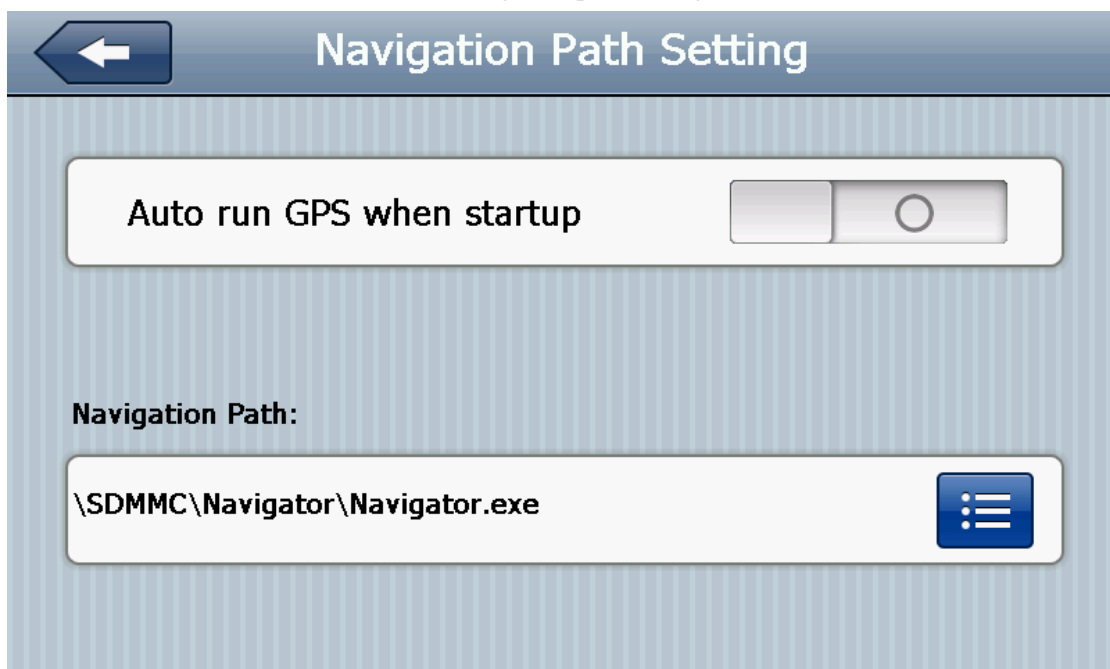 Navigation Path Setting
Auto run GPS when startup
Navigation Path:
\SDMMC\Navigator\Navigator.exe